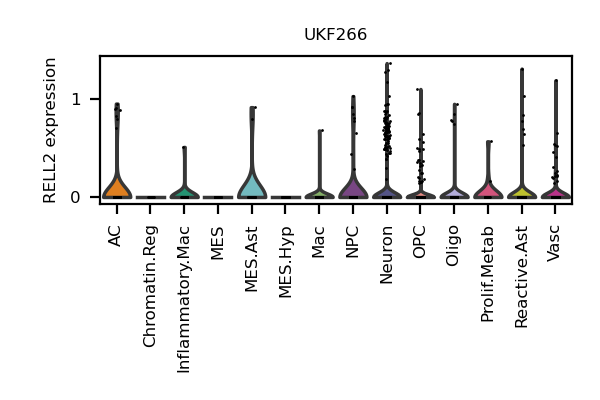 UKF266
RELL2 expression
1
0
AC
Chromatin.Reg
Inflammatory.Mac
MES
MES.Ast
MES.Hyp
Mac
NPC
Neuron
OPC
Oligo
Prolif.Metab
Reactive.Ast
Vasc